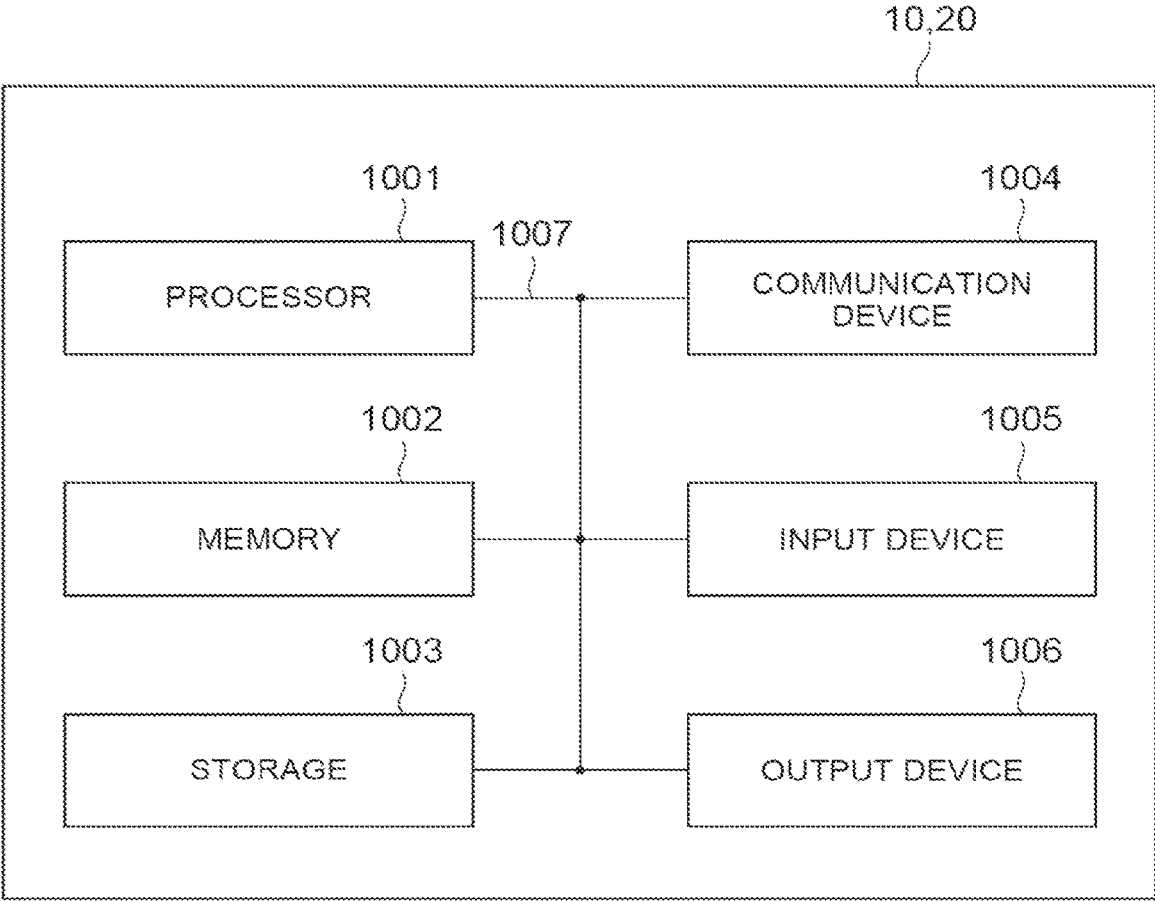 10,20
1001
1007
1004
PROCESSOR
COMMUNICATION
DEVICE
1002
1005
MEMORY
INPUT DEVICE
1003
1006
STORAGE
OUTPUT DEVICE